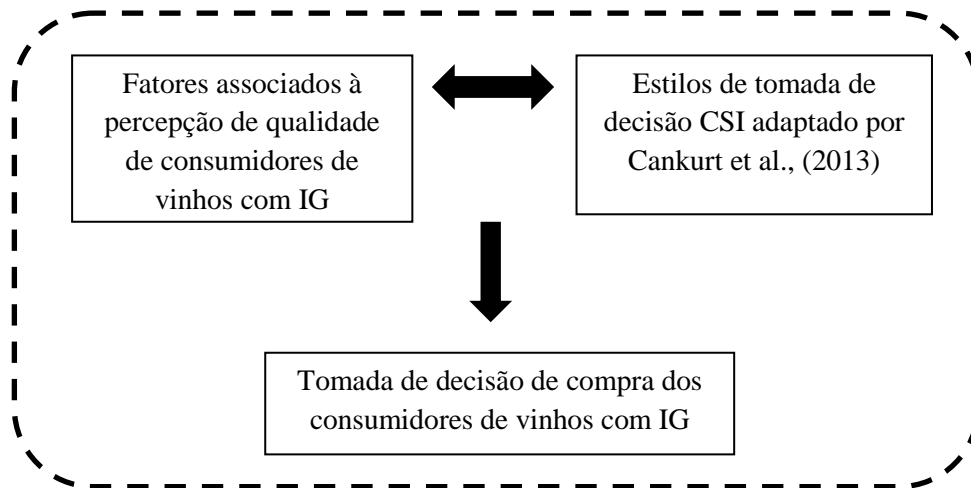 Fatores associados à
percepção de qualidade
de consumidores de
vinhos com IG
Estilos de tomada de
decisão CSI adaptado por
Cankurt et al., (2013)
Tomada de decisão de compra dos
consumidores de vinhos com IG